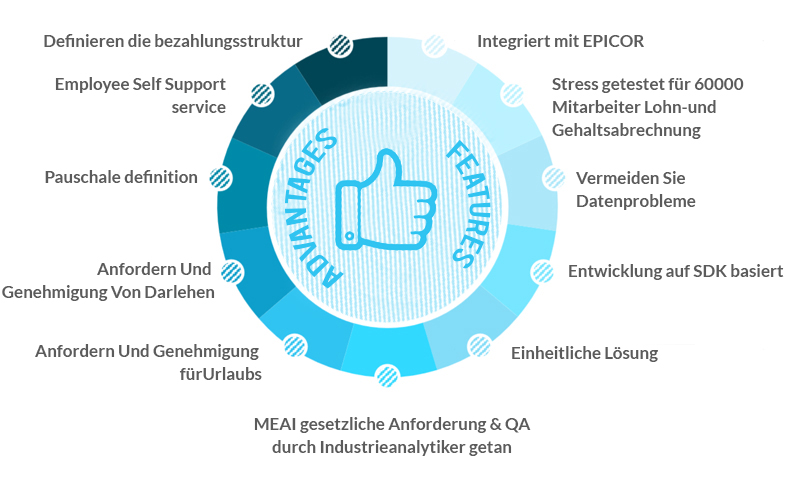 Definieren die bezahlungsstruktur
Integriert mit EPICOR
Employee Self Support
service
Stress getestet für 60000
Mitarbeiter Lohn-und
Gehaltsabrechnung
Pauschale definition
Vermeiden Sie
Datenprobleme
ADVANTAGES
FEATURES
Anfordern Und
Genehmigung Von Darlehen
Entwicklung auf SDK basiert
Anfordern Und Genehmigung
fürUrlaubs
Einheitliche Lösung
MEAI gesetzliche Anforderung & QA
durch Industrieanalytiker getan